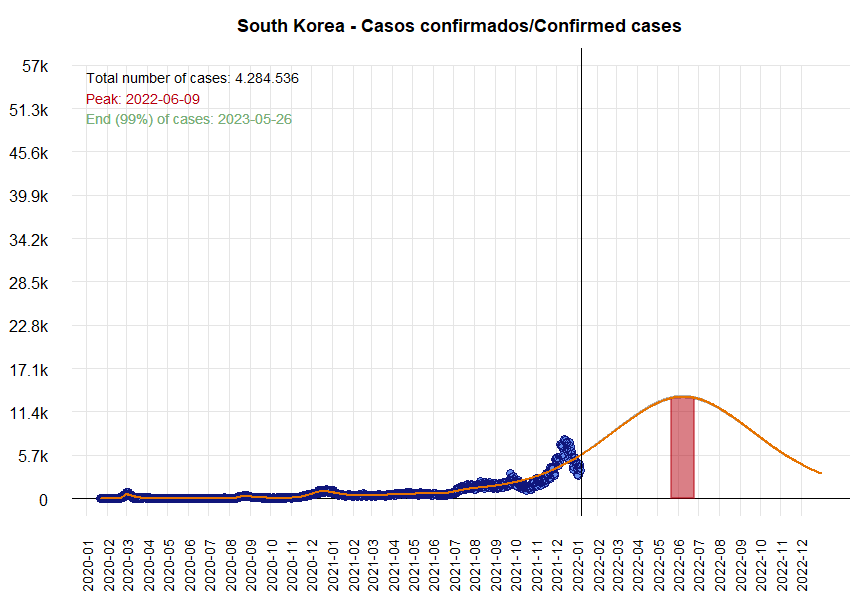 South Korea - Casos confirmados/Confirmed cases
57k
Total number of cases: 4.284.536
Peak: 2022-06-09
End (99%) of cases: 2023-05-26
51.3k
45.6k
39.9k
34.2k
28.5k
22.8k
17.1k
11.4k
5.7k
0
2020-01
2020-02
2020-03
2020-04
2020-05
2020-06
2020-07
2020-08
2020-09
2020-10
2020-11
2020-12
2021-01
2021-02
2021-03
2021-04
2021-05
2021-06
2021-07
2021-08
2021-09
2021-10
2021-11
2021-12
2022-01
2022-02
2022-03
2022-04
2022-05
2022-06
2022-07
2022-08
2022-09
2022-10
2022-11
2022-12